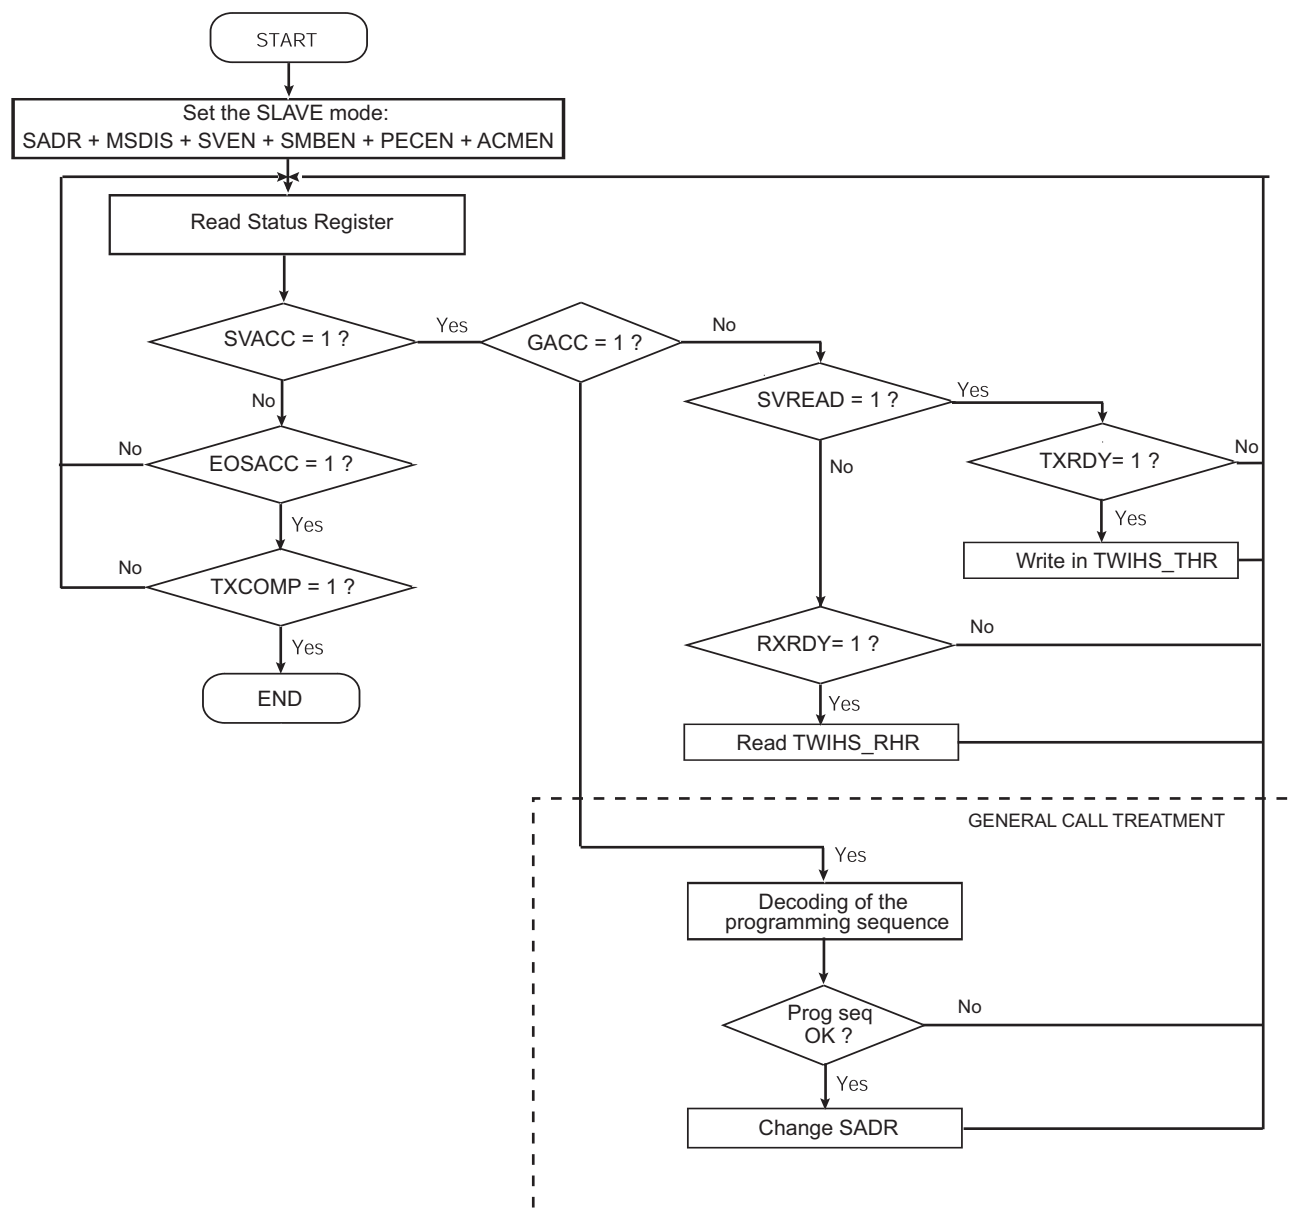 START
Set the SLAVE mode:
SADR + MSDIS + SVEN + SMBEN + PECEN + ACMEN
Read Status Register
SVACC = 1 ?
Yes
GACC = 1 ?
No
SVREAD = 1 ?
Yes
No
No
EOSACC = 1 ?
No
TXRDY= 1 ?
No
Yes
Yes
Write in TWIHS_THR
No
TXCOMP = 1 ?
Yes
END
RXRDY= 1 ?
No
Yes
Read TWIHS_RHR
GENERAL CALL TREATMENT
Yes
Decoding of the
programming sequence
Prog seq
OK ?
No
Yes
Change SADR